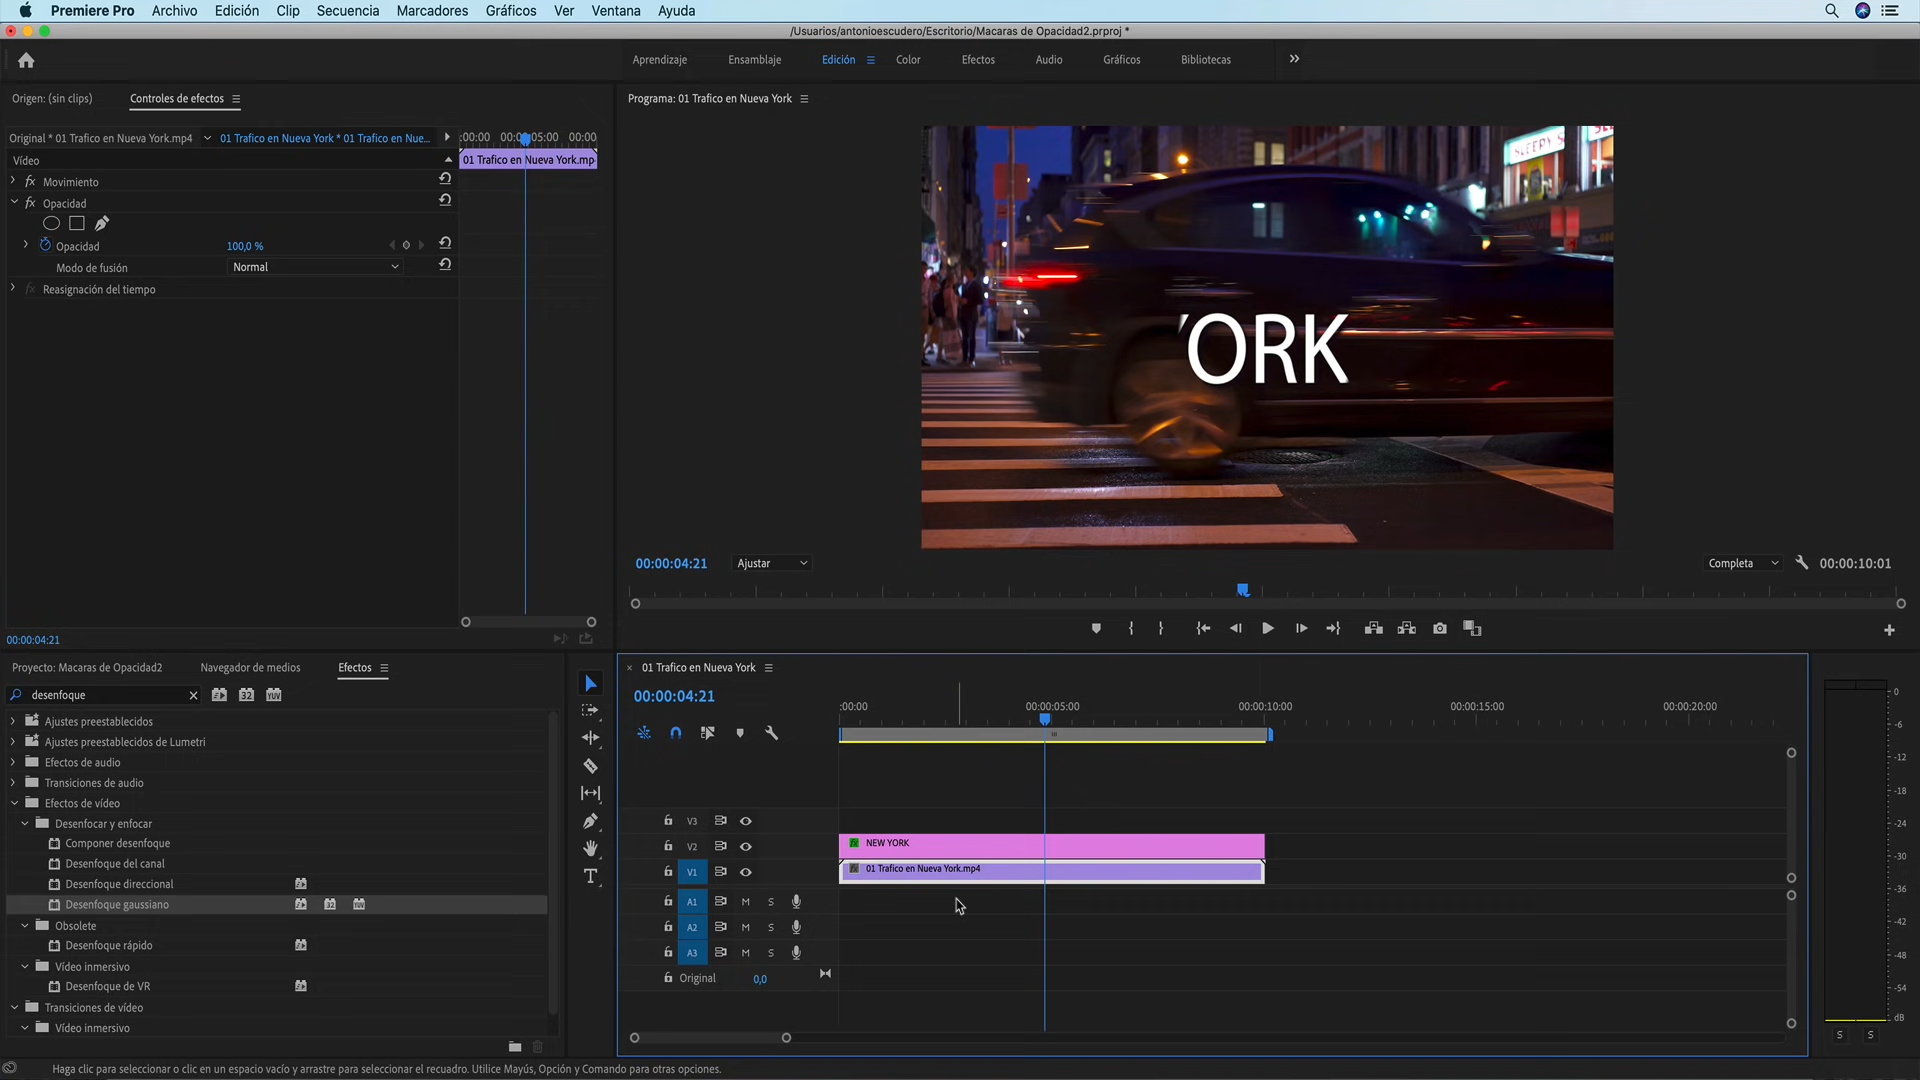 Premiere Pro Archivo Edición Clip Secuencia Marcadores Gráficos Ver Ventana Ayuda
/Usuarios/antonioescudero/Escritorio/Macaras de Opacidad2.prproj *
Aprendizaje Ensamblaje Edición Color Efectos Audio Gráficos Bibliotecas
Origen: (sin clips) Controles de efectos
Programa: 01 Trafico en Nueva York
Original * 01 Trafico en Nueva York.mp4 01 Trafico en Nueva York * 01 Trafico en Nue...
:00:00 00:00:05:00 00:00
Vídeo
01 Trafico en Nueva York.mp
fx Movimiento
fx Opacidad
Opacidad 100,0 %
Modo de fusión Normal
fx Reasignación del tiempo
SLEEPY S
YORK
00:00:04:21 Ajustar Completa 00:00:10:01
00:00:04:21
Proyecto: Macaras de Opacidad2 Navegador de medios Efectos
desenfoque
32 YUV
Ajustes preestablecidos
Ajustes preestablecidos de Lumetri
Efectos de audio
Transiciones de audio
Efectos de vídeo
Desenfocar y enfocar
Componer desenfoque
Desenfoque del canal
Desenfoque direccional
Desenfoque gaussiano
Obsolete
Desenfoque rápido
Vídeo inmersivo
Desenfoque de VR
Transiciones de vídeo
Vídeo inmersivo
01 Trafico en Nueva York
00:00:04:21
:00:00 00:00:05:00 00:00:10:00 00:00:15:00 00:00:20:00
V3
V2 fx NEW YORK
V1 fx 01 Trafico en Nueva York.mp4
A1 M S
A2 M S
A3 M S
Original 0,0
0
-6
-12
-18
-24
-30
-36
-42
-48
-54
dB
S S
Haga clic para seleccionar o clic en un espacio vacío y arrastre para seleccionar el recuadro. Utilice Mayús, Opción y Comando para otras opciones.